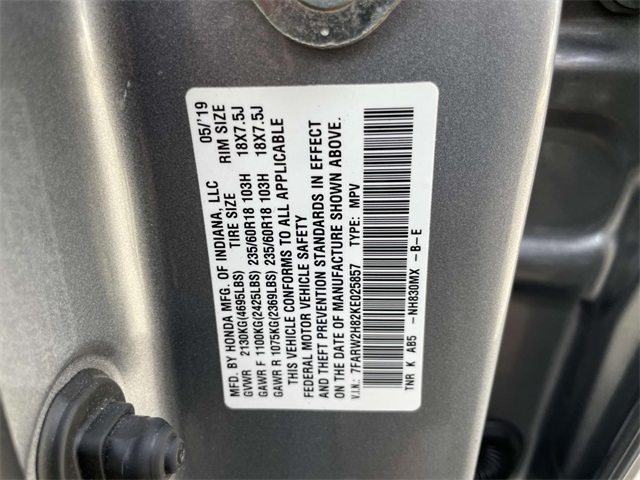 MFD. BY HONDA MFG. OF INDIANA, LLC 05/'19
GVWR 2130KG(4695LBS) TIRE SIZE RIM SIZE
GAWR F 1100KG(2425LBS) 235/60R18 103H 18X7.5J
GAWR R 1075KG(2369LBS) 235/60R18 103H 18X7.5J
THIS VEHICLE CONFORMS TO ALL APPLICABLE
FEDERAL MOTOR VEHICLE SAFETY
AND THEFT PREVENTION STANDARDS IN EFFECT
ON THE DATE OF MANUFACTURE SHOWN ABOVE.
V.I.N.: 7FARW2H82KE025857 TYPE: MPV
TNR K AB5 -NH830MX -B-E